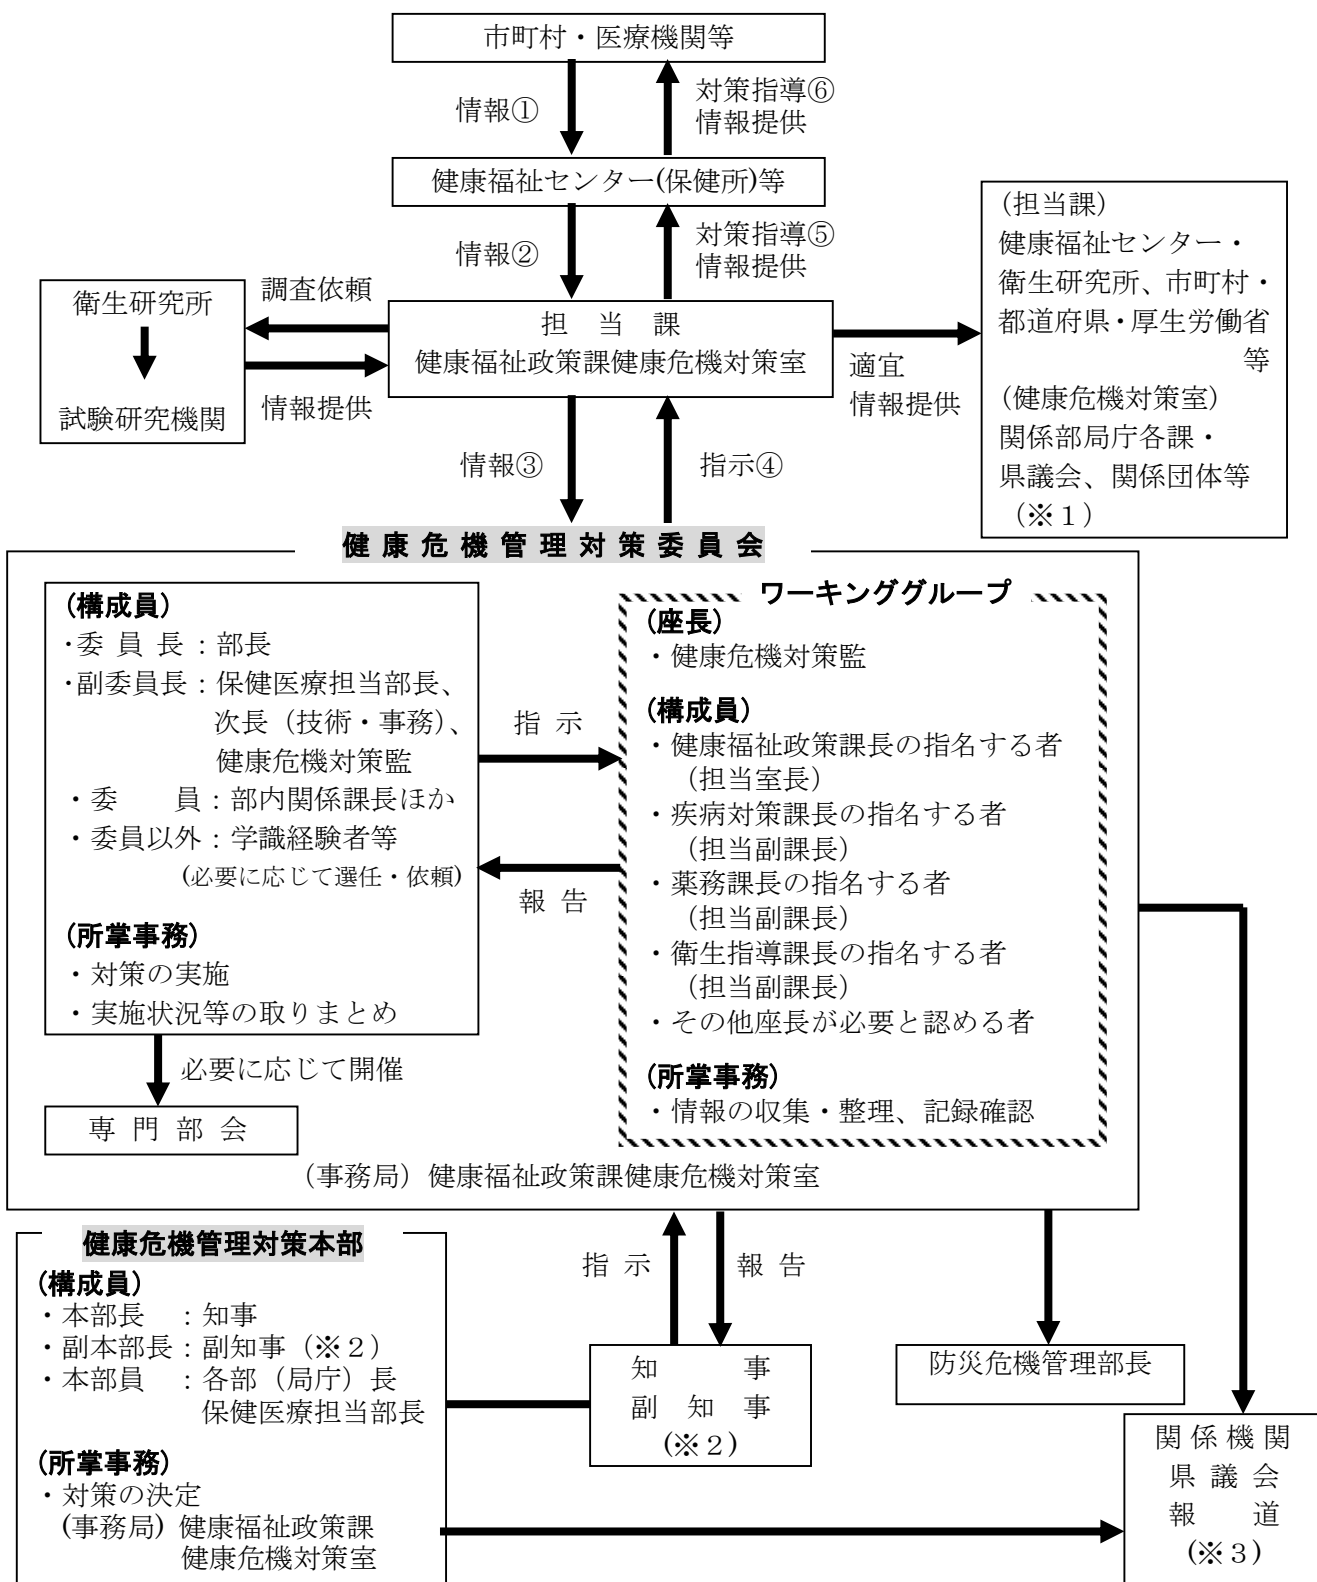 市町村・医療機関等
情報①
対策指導⑥
情報提供
健康福祉センター(保健所)等
情報②
対策指導⑤
情報提供
(担当課)
健康福祉センター・
衛生研究所、市町村・
都道府県・厚生労働省
等
(健康危機対策室)
関係部局庁各課・
県議会、関係団体等
(※１)
衛生研究所
試験研究機関
調査依頼
情報提供
担　当　課
健康福祉政策課健康危機対策室
適宜
情報提供
情報③
指示④
健康危機管理対策委員会
(構成員)
・委 員 長：部長
・副委員長：保健医療担当部長、
次長（技術・事務）、
健康危機対策監
・委　　員：部内関係課長ほか
・委員以外：学識経験者等
(必要に応じて選任・依頼)
(所掌事務)
・対策の実施
・実施状況等の取りまとめ
指 示
報 告
ワーキンググループ
(座長)
・健康危機対策監
(構成員)
・健康福祉政策課長の指名する者
（担当室長）
・疾病対策課長の指名する者
（担当副課長）
・薬務課長の指名する者
（担当副課長）
・衛生指導課長の指名する者
（担当副課長）
・その他座長が必要と認める者
(所掌事務)
・情報の収集・整理、記録確認
必要に応じて開催
専 門 部 会
（事務局）健康福祉政策課健康危機対策室
健康危機管理対策本部
(構成員)
・本部長　：知事
・副本部長：副知事（※２）
・本部員　：各部（局庁）長
保健医療担当部長
(所掌事務)
・対策の決定
(事務局) 健康福祉政策課
健康危機対策室
指 示
報 告
知　　　事
副　知　事
(※２)
防災危機管理部長
関 係 機 関
県 議 会
報　　道
(※３)